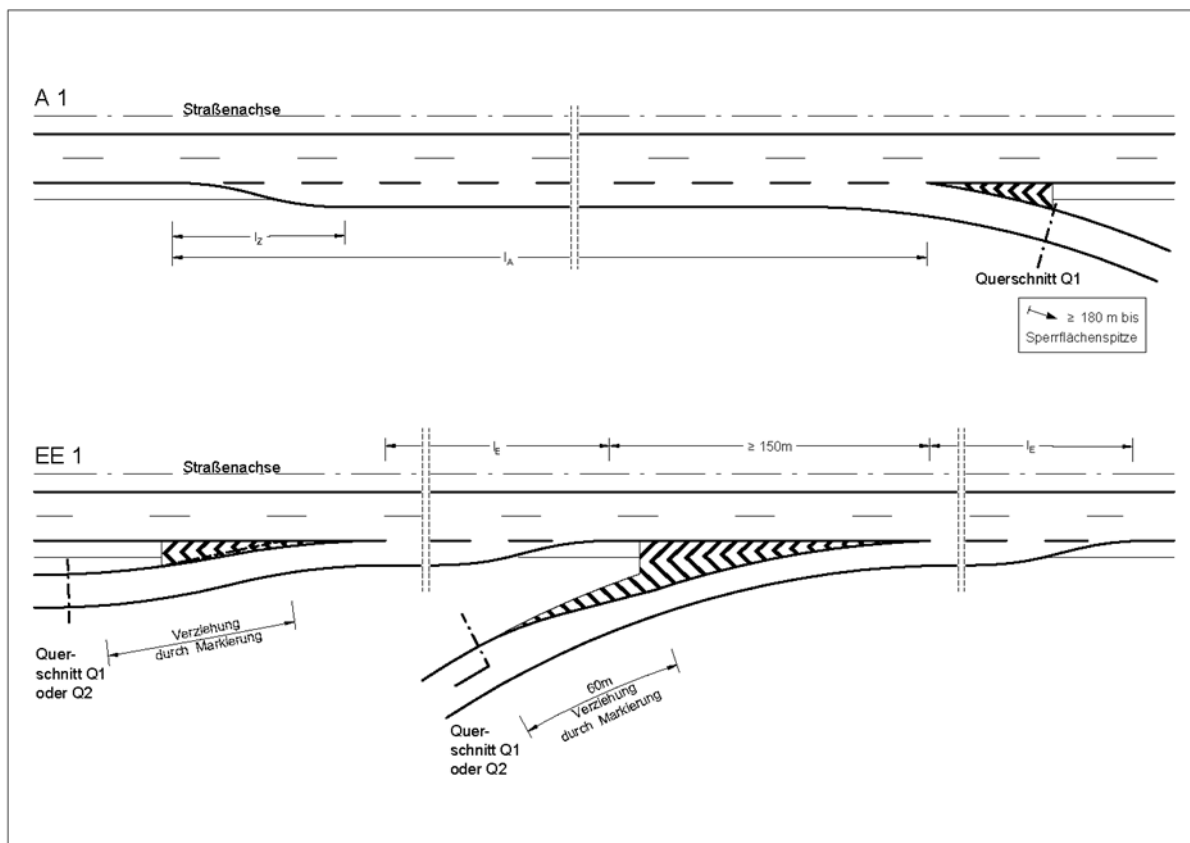 A 1
Straßenachse
lZ
lA
Querschnitt Q1
≥ 180 m bis
Sperrflächenspitze
EE 1
Straßenachse
lE
≥ 150m
lE
Verziehung
durch Markierung
Quer-
schnitt Q1
oder Q2
60m
Verziehung
durch Markierung
Quer-
schnitt Q1
oder Q2